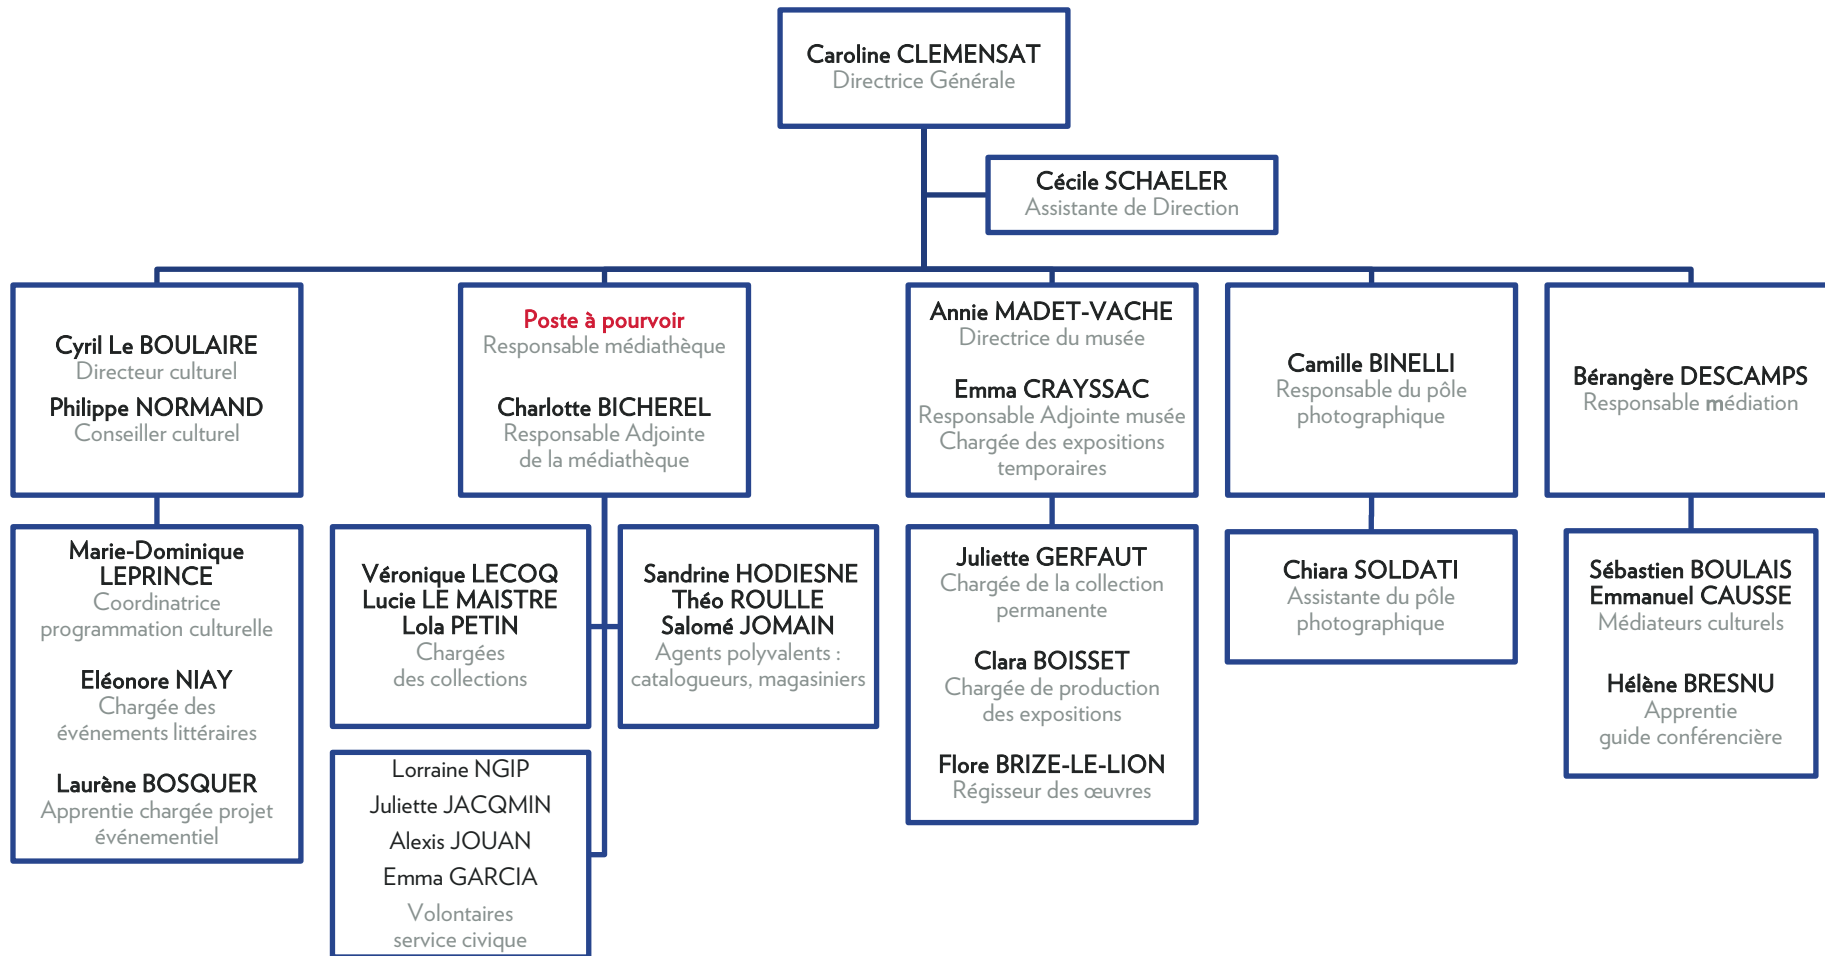 Caroline CLEMENSAT
Directrice Générale
Cécile SCHAELER
Assistante de Direction
Cyril Le BOULAIRE
Directeur culturel
Philippe NORMAND
Conseiller culturel
Poste à pourvoir
Responsable médiathèque
Charlotte BICHEREL
Responsable Adjointe
de la médiathèque
Annie MADET-VACHE
Directrice du musée
Emma CRAYSSAC
Responsable Adjointe musée
Chargée des expositions
temporaires
Camille BINELLI
Responsable du pôle
photographique
Bérangère DESCAMPS
Responsable médiation
Marie-Dominique
LEPRINCE
Coordinatrice
programmation culturelle
Eléonore NIAY
Chargée des
événements littéraires
Laurène BOSQUER
Apprentie chargée projet
événementiel
Véronique LECOQ
Lucie LE MAISTRE
Lola PETIN
Chargées
des collections
Sandrine HODIESNE
Théo ROULLE
Salomé JOMAIN
Agents polyvalents :
catalogueurs, magasiniers
Lorraine NGIP
Juliette JACQMIN
Alexis JOUAN
Emma GARCIA
Volontaires
service civique
Juliette GERFAUT
Chargée de la collection
permanente
Clara BOISSET
Chargée de production
des expositions
Flore BRIZE-LE-LION
Régisseur des œuvres
Chiara SOLDATI
Assistante du pôle
photographique
Sébastien BOULAIS
Emmanuel CAUSSE
Médiateurs culturels
Hélène BRESNU
Apprentie
guide conférencière